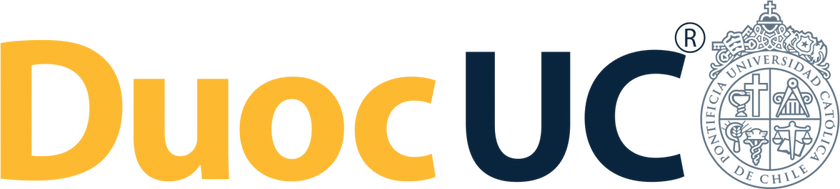 Duoc UC®
PONTIFICIA UNIVERSIDAD CATOLICA DE CHILE